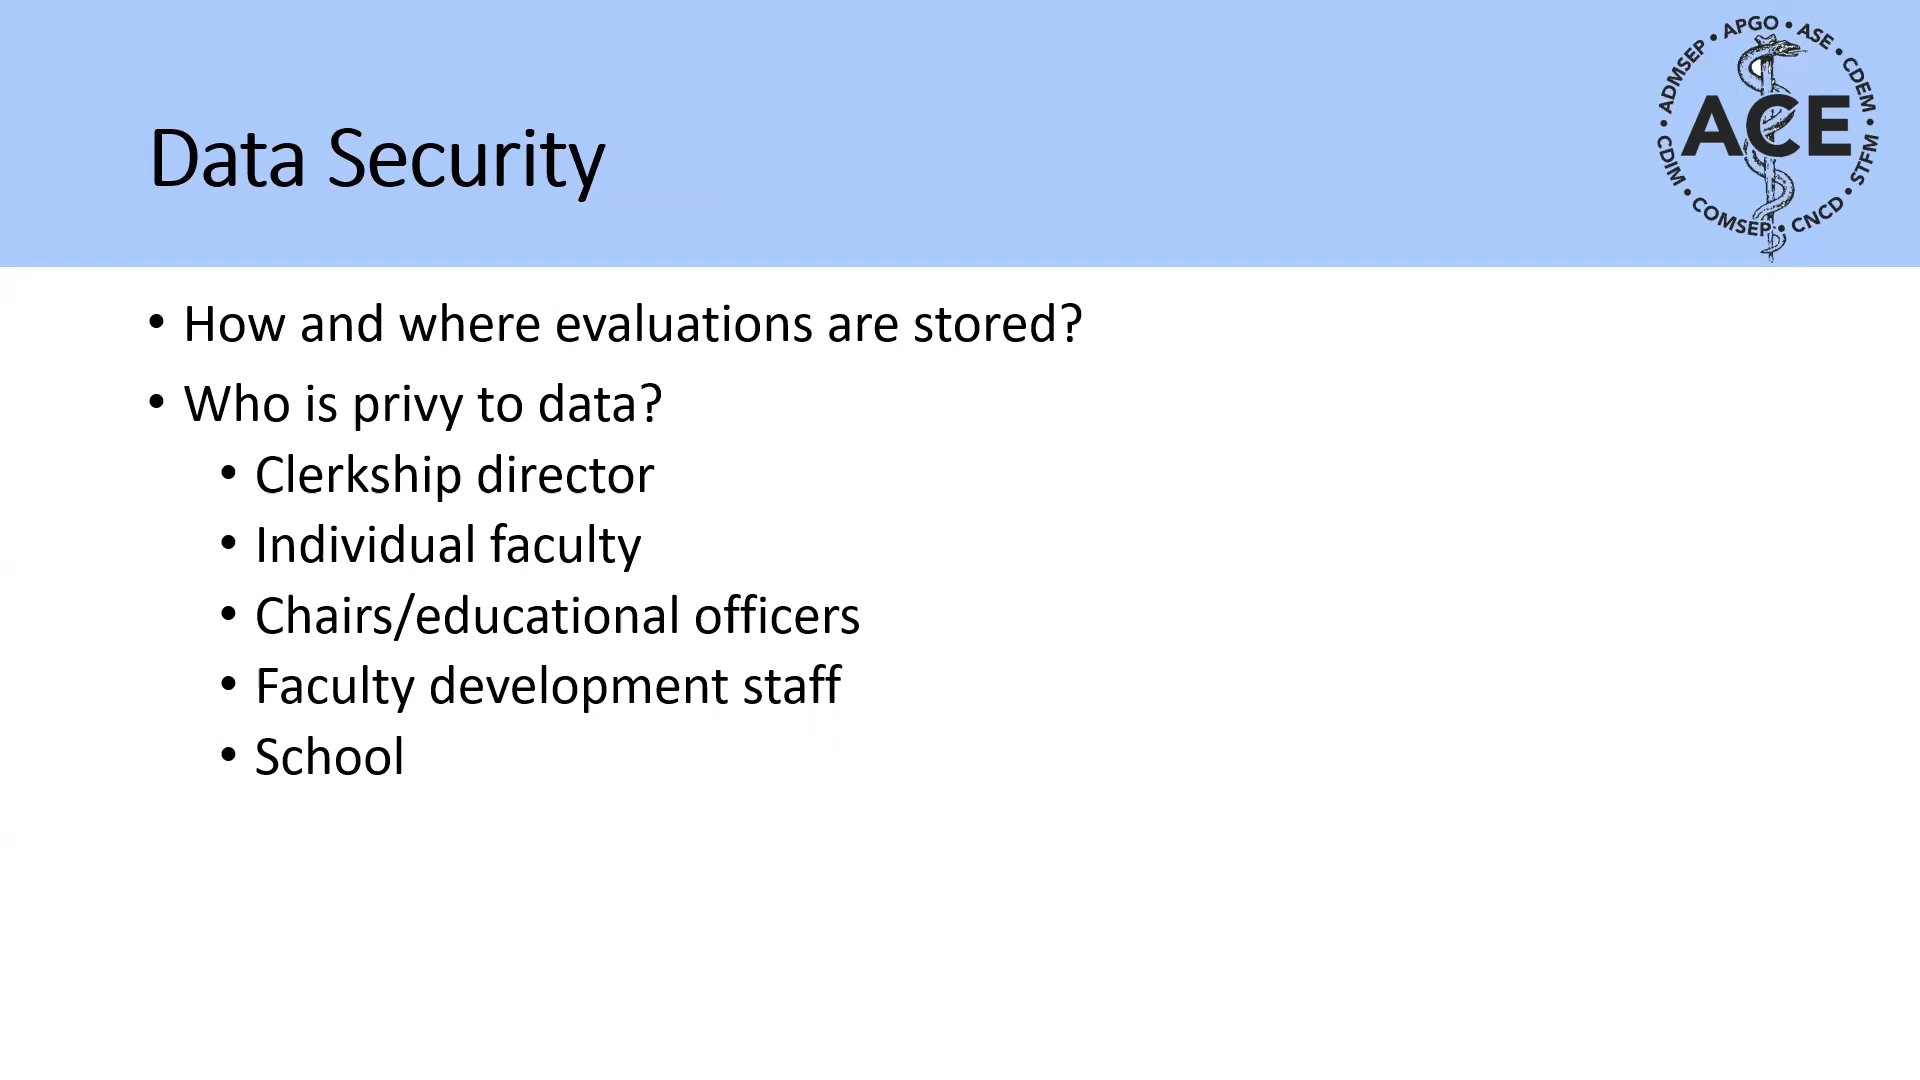 Data Security
ADMSEP • APGO • ASE • CDEM • STFM • CNCD • COMSEP • CDIM •
ACE
• How and where evaluations are stored?
• Who is privy to data?
• Clerkship director
• Individual faculty
• Chairs/educational officers
• Faculty development staff
• School